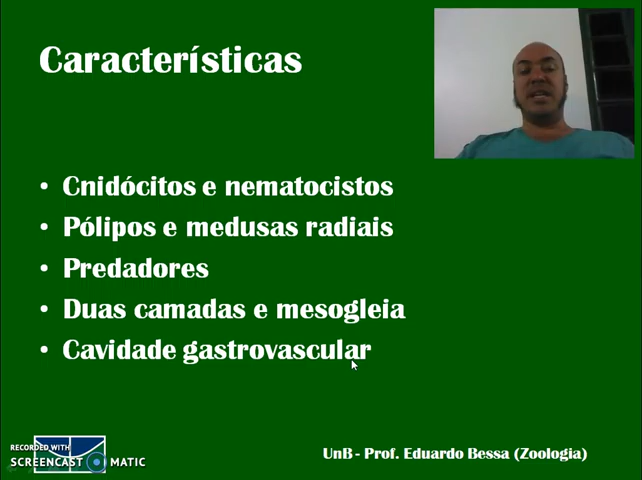 Características
• Cnidócitos e nematocistos
• Pólipos e medusas radiais
• Predadores
• Duas camadas e mesogleia
• Cavidade gastrovascular
RECORDED WITH
SCREENCAST MATIC
UnB - Prof. Eduardo Bessa (Zoologia)